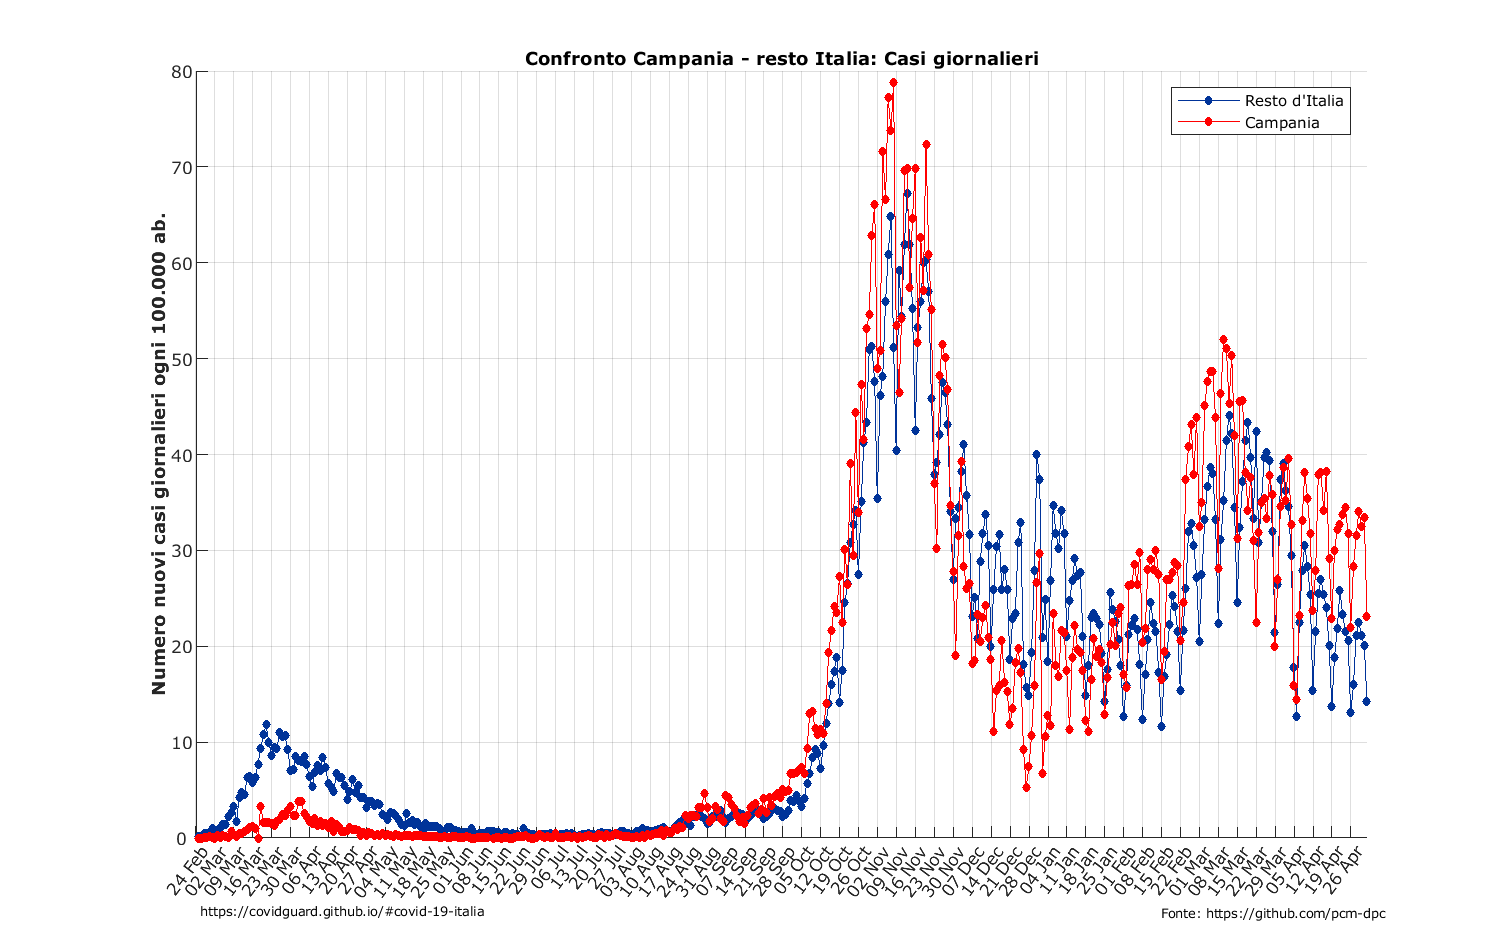 Confronto Campania - resto Italia: Casi giornalieri
Resto d'Italia
Campania
Numero nuovi casi giornalieri ogni 100.000 ab.
80
70
60
50
40
30
20
10
0
24 Feb
02 Mar
09 Mar
16 Mar
23 Mar
30 Mar
06 Apr
13 Apr
20 Apr
27 Apr
04 May
11 May
18 May
25 May
01 Jun
08 Jun
15 Jun
22 Jun
29 Jun
06 Jul
13 Jul
20 Jul
27 Jul
03 Aug
10 Aug
17 Aug
24 Aug
31 Aug
07 Sep
14 Sep
21 Sep
28 Sep
05 Oct
12 Oct
19 Oct
26 Oct
02 Nov
09 Nov
16 Nov
23 Nov
30 Nov
07 Dec
14 Dec
21 Dec
28 Dec
04 Jan
11 Jan
18 Jan
25 Jan
01 Feb
08 Feb
15 Feb
22 Feb
01 Mar
08 Mar
15 Mar
22 Mar
29 Mar
05 Apr
12 Apr
19 Apr
26 Apr
https://covidguard.github.io/#covid-19-italia
Fonte: https://github.com/pcm-dpc